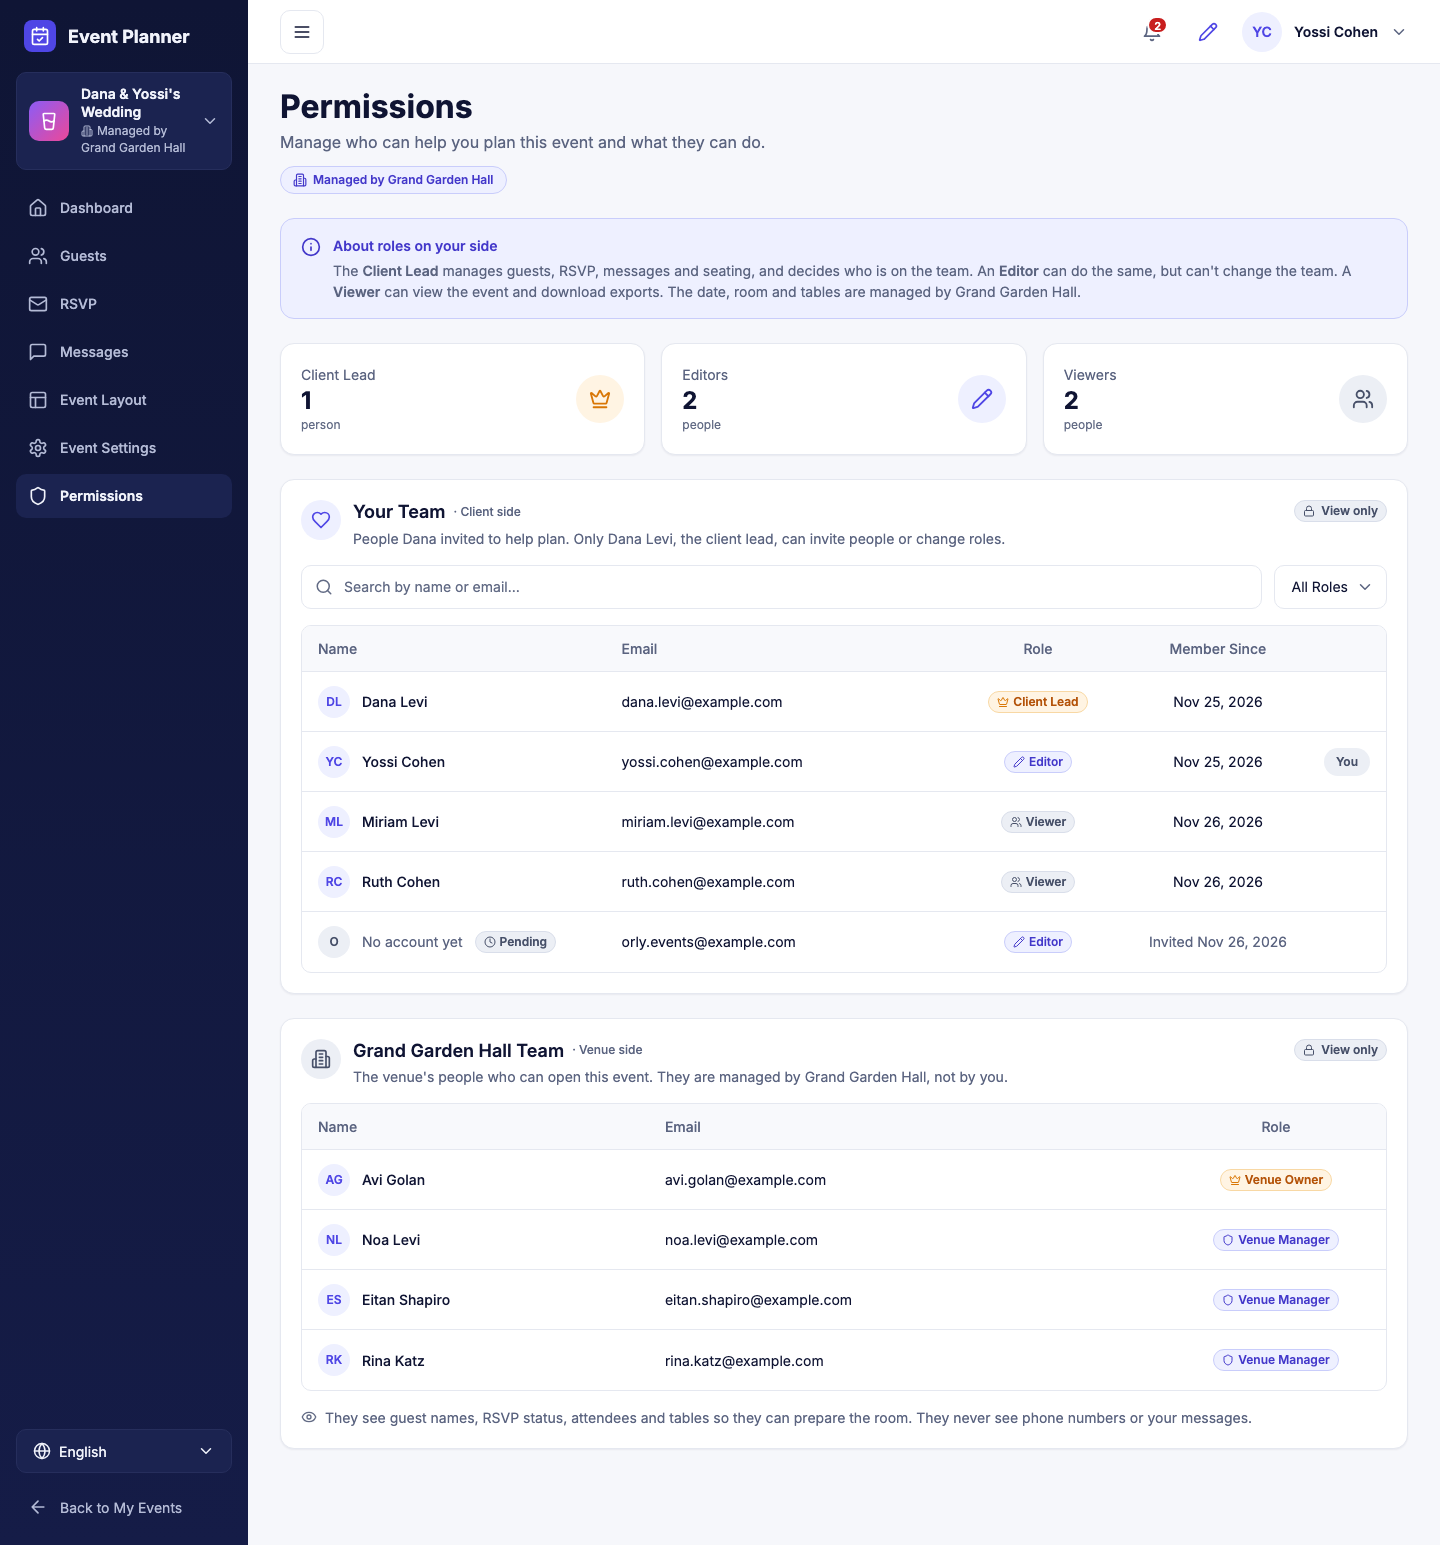 Event Planner
Dana & Yossi's
Wedding
Managed by
Grand Garden Hall
Dashboard
Guests
RSVP
Messages
Event Layout
Event Settings
Permissions
English
Back to My Events
2
YC
Yossi Cohen
Permissions
Manage who can help you plan this event and what they can do.
Managed by Grand Garden Hall
About roles on your side
The Client Lead manages guests, RSVP, messages and seating, and decides who is on the team. An Editor can do the same, but can't change the team. A
Viewer can view the event and download exports. The date, room and tables are managed by Grand Garden Hall.
Client Lead
1
person
Editors
2
people
Viewers
2
people
Your Team · Client side
View only
People Dana invited to help plan. Only Dana Levi, the client lead, can invite people or change roles.
Search by name or email...
All Roles
Name Email Role Member Since
DL Dana Levi dana.levi@example.com Client Lead Nov 25, 2026
YC Yossi Cohen yossi.cohen@example.com Editor Nov 25, 2026 You
ML Miriam Levi miriam.levi@example.com Viewer Nov 26, 2026
RC Ruth Cohen ruth.cohen@example.com Viewer Nov 26, 2026
O No account yet Pending orly.events@example.com Editor Invited Nov 26, 2026
Grand Garden Hall Team · Venue side
View only
The venue's people who can open this event. They are managed by Grand Garden Hall, not by you.
Name Email Role
AG Avi Golan avi.golan@example.com Venue Owner
NL Noa Levi noa.levi@example.com Venue Manager
ES Eitan Shapiro eitan.shapiro@example.com Venue Manager
RK Rina Katz rina.katz@example.com Venue Manager
They see guest names, RSVP status, attendees and tables so they can prepare the room. They never see phone numbers or your messages.